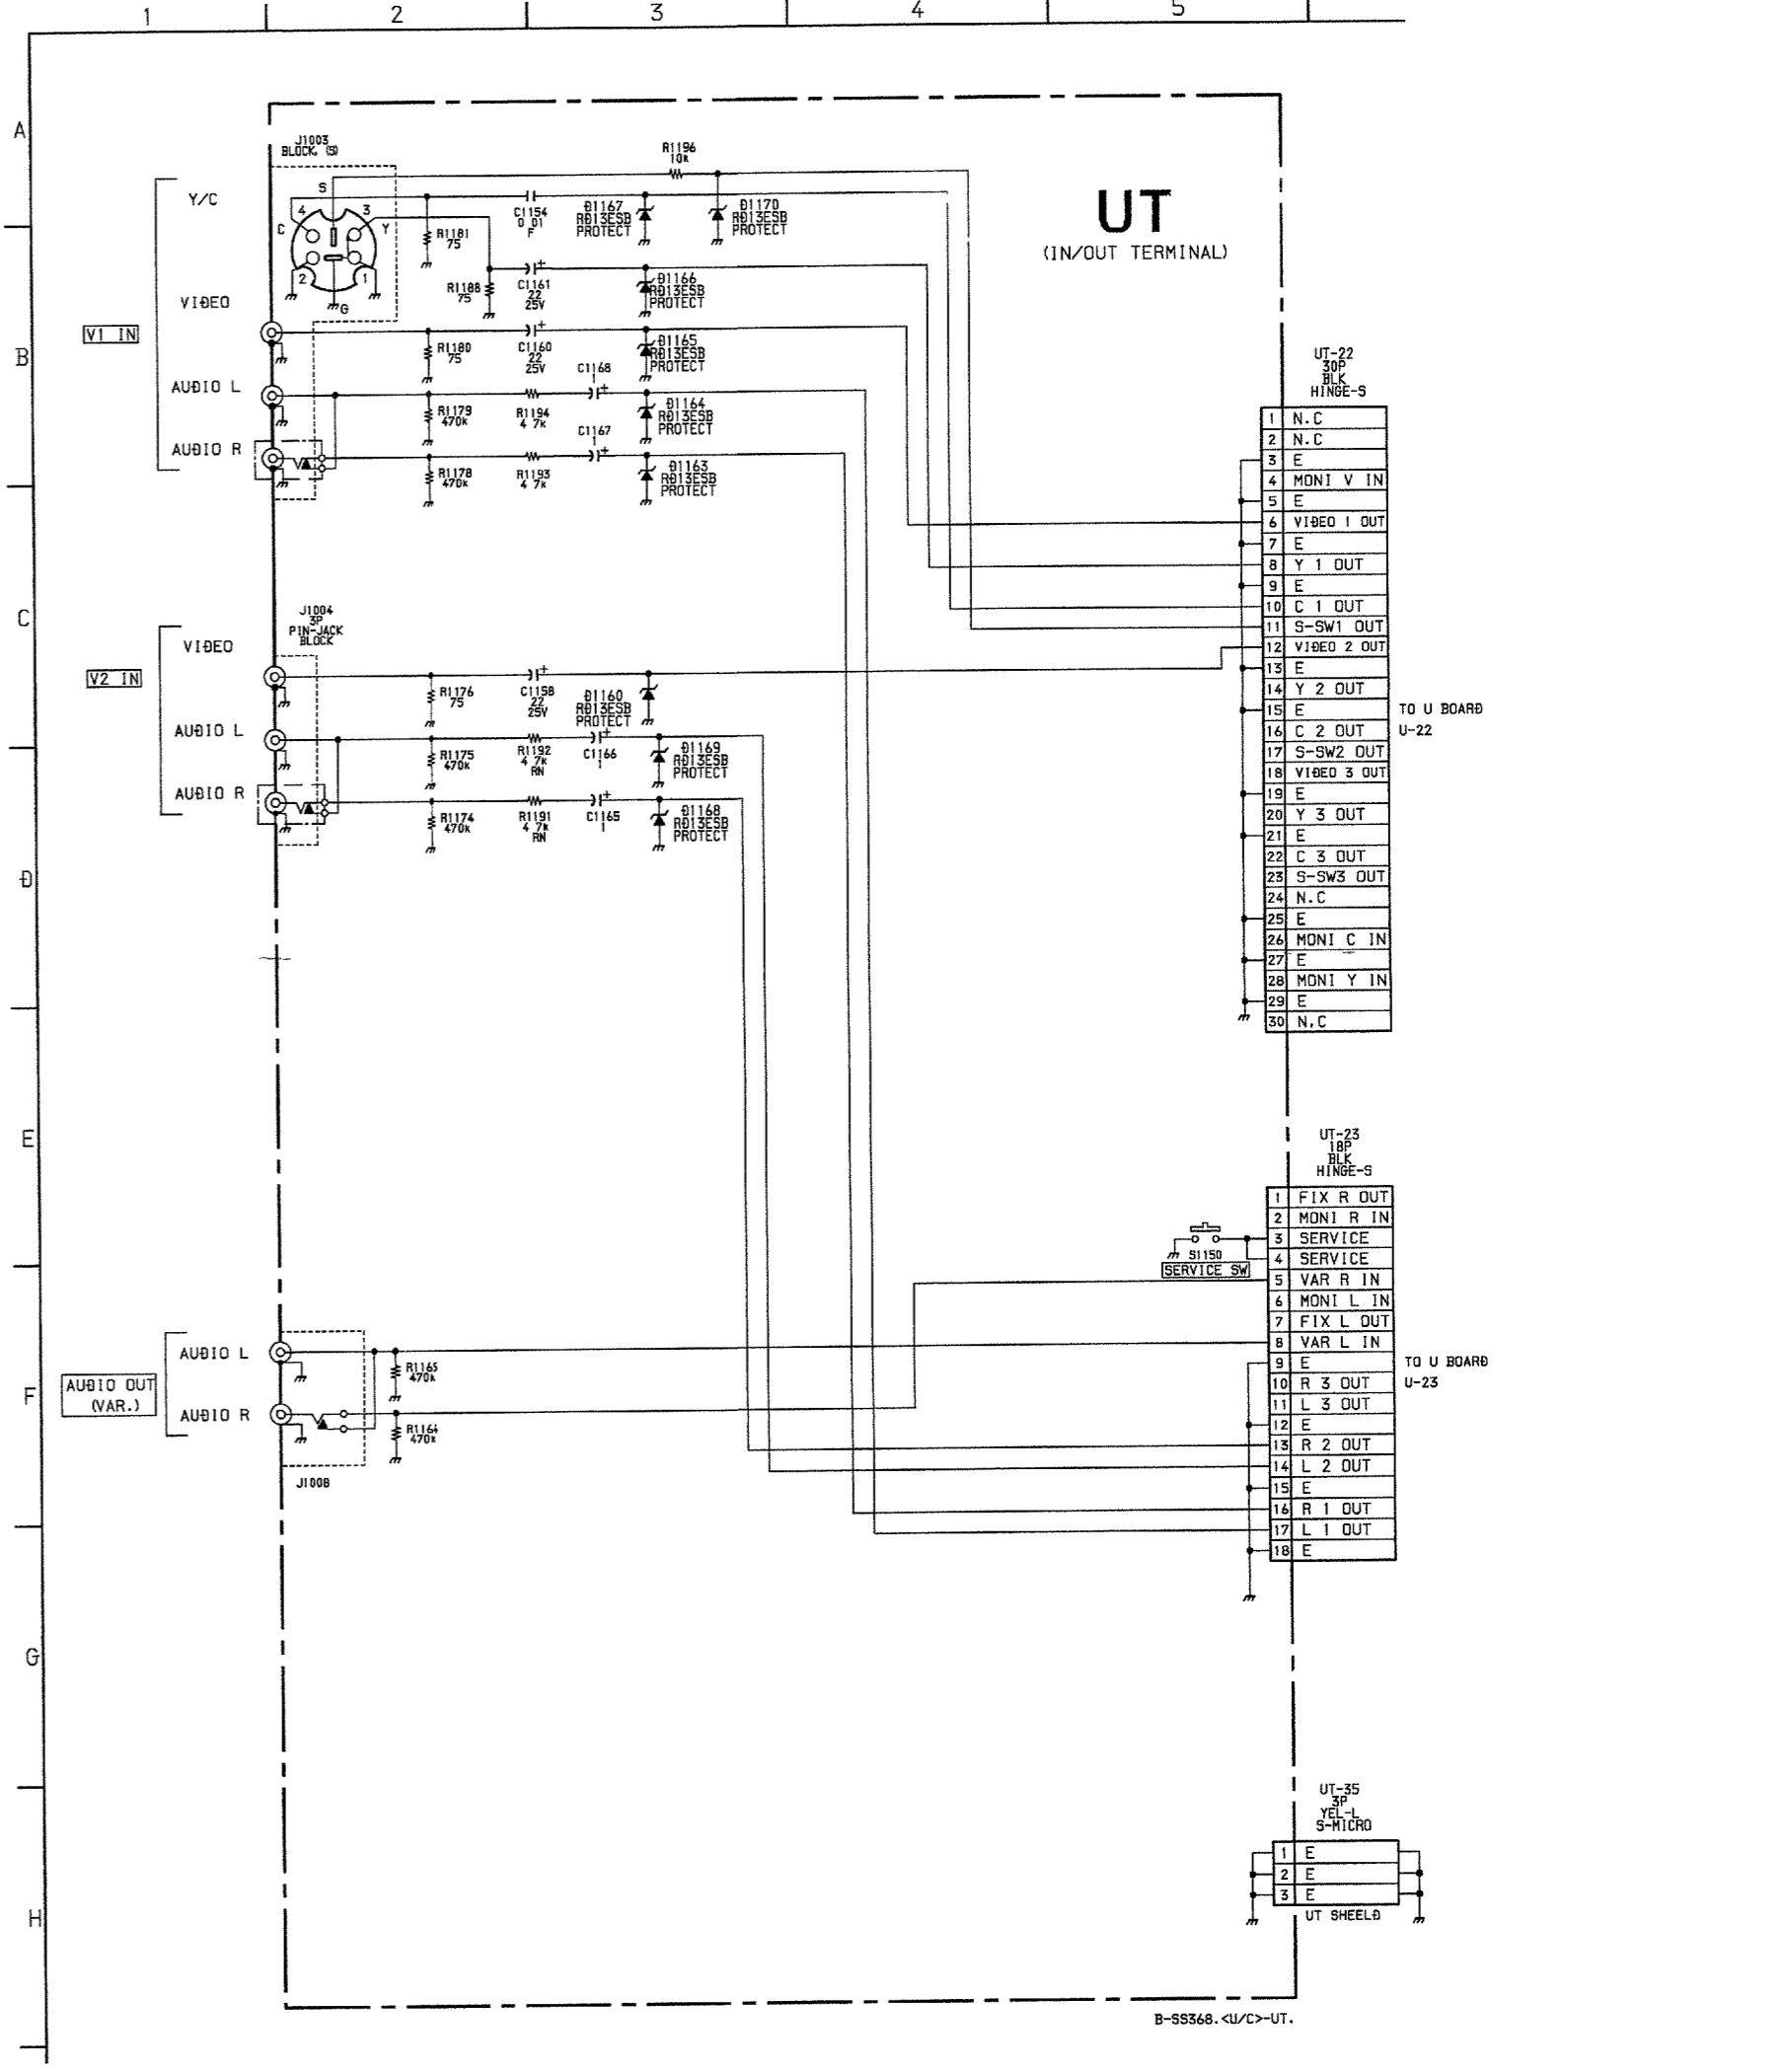 1 2 3 4 5
A
B
C
D
E
F
G
H
UT
(IN/OUT TERMINAL)
J1003
BLOCK (S)
Y/C
S
4
3
C
Y
2
1
G
VIDEO
V1 IN
AUDIO L
AUDIO R
R1196
10k
C1154
0.01
F
D1167
RD13ESB
PROTECT
D1170
RD13ESB
PROTECT
R1181
75
R1188
75
C1161
22
25V
D1166
RD13ESB
PROTECT
R1180
75
C1160
22
25V
D1165
RD13ESB
PROTECT
C1168
1
R1179
470k
R1194
4.7k
D1164
RD13ESB
PROTECT
C1167
1
R1178
470k
R1193
4.7k
D1163
RD13ESB
PROTECT
J1004
3P
PIN-JACK
BLOCK
VIDEO
V2 IN
AUDIO L
AUDIO R
R1176
75
C1158
22
25V
D1160
RD13ESB
PROTECT
R1175
470k
R1192
4.7k
RN
C1166
1
D1169
RD13ESB
PROTECT
R1174
470k
R1191
4.7k
RN
C1165
1
D1168
RD13ESB
PROTECT
UT-22
30P
BLK
HINGE-S
1 N.C
2 N.C
3 E
4 MONI V IN
5 E
6 VIDEO 1 OUT
7 E
8 Y 1 OUT
9 E
10 C 1 OUT
11 S-SW1 OUT
12 VIDEO 2 OUT
13 E
14 Y 2 OUT
15 E
16 C 2 OUT
17 S-SW2 OUT
18 VIDEO 3 OUT
19 E
20 Y 3 OUT
21 E
22 C 3 OUT
23 S-SW3 OUT
24 N.C
25 E
26 MONI C IN
27 E
28 MONI Y IN
29 E
30 N.C
TO U BOARD
U-22
UT-23
18P
BLK
HINGE-S
1 FIX R OUT
2 MONI R IN
3 SERVICE
4 SERVICE
5 VAR R IN
6 MONI L IN
7 FIX L OUT
8 VAR L IN
9 E
10 R 3 OUT
11 L 3 OUT
12 E
13 R 2 OUT
14 L 2 OUT
15 E
16 R 1 OUT
17 L 1 OUT
18 E
TO U BOARD
U-23
S1150
SERVICE SW
AUDIO OUT
(VAR.)
AUDIO L
AUDIO R
R1165
470k
R1164
470k
J1008
UT-35
3P
YEL-L
S-MICRO
1 E
2 E
3 E
UT SHEELD
B-SS368.<U/C>-UT.